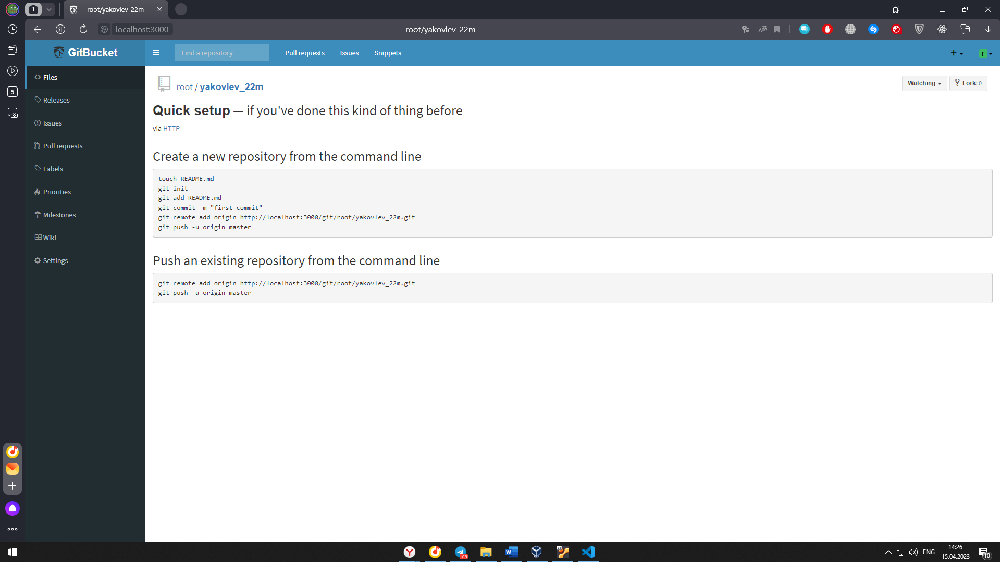 1
root/yakovlev_22m
localhost:3000
root/yakovlev_22m
GitBucket
Find a repository
Pull requests
Issues
Snippets
r
5
Files
Releases
Issues
Pull requests
Labels
Priorities
Milestones
Wiki
Settings
root / yakovlev_22m
Watching
Fork: 0
Quick setup — if you've done this kind of thing before
via HTTP
Create a new repository from the command line
touch README.md
git init
git add README.md
git commit -m "first commit"
git remote add origin http://localhost:3000/git/root/yakovlev_22m.git
git push -u origin master
Push an existing repository from the command line
git remote add origin http://localhost:3000/git/root/yakovlev_22m.git
git push -u origin master
ENG
14:26
15.04.2023
10